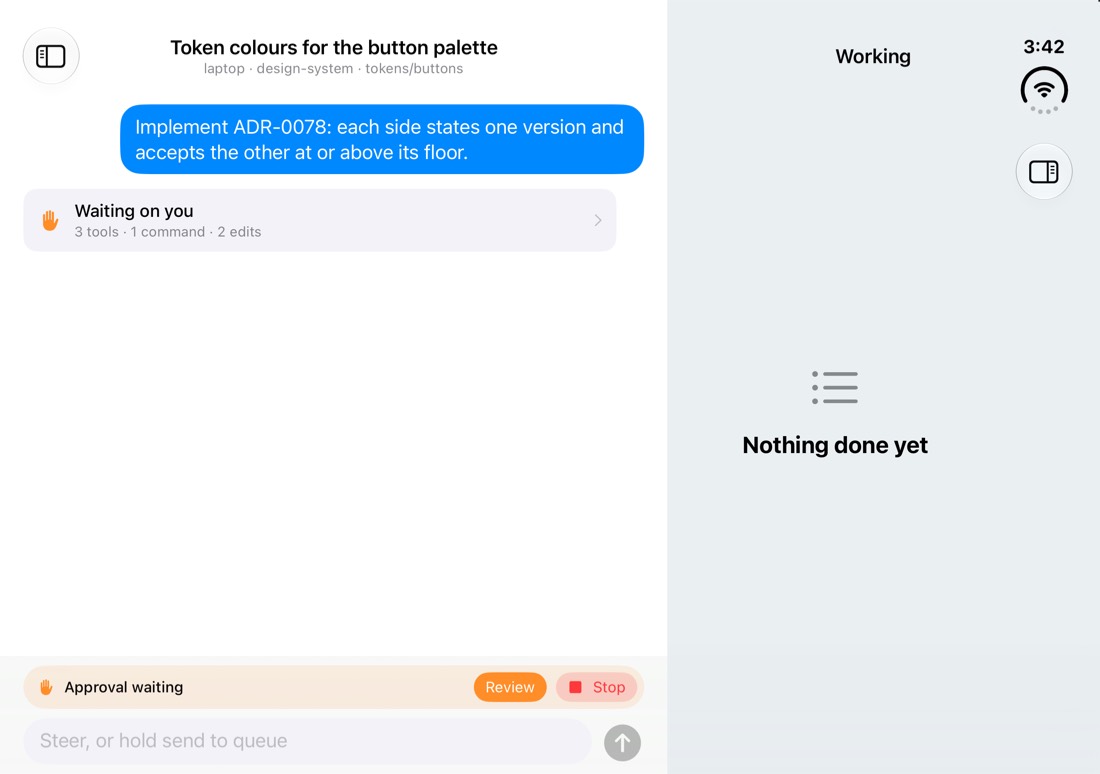 Token colours for the button palette
laptop · design-system · tokens/buttons
Implement ADR-0078: each side states one version and
accepts the other at or above its floor.
Waiting on you
3 tools · 1 command · 2 edits
Approval waiting
Review
Stop
Steer, or hold send to queue
Working
3:42
Nothing done yet